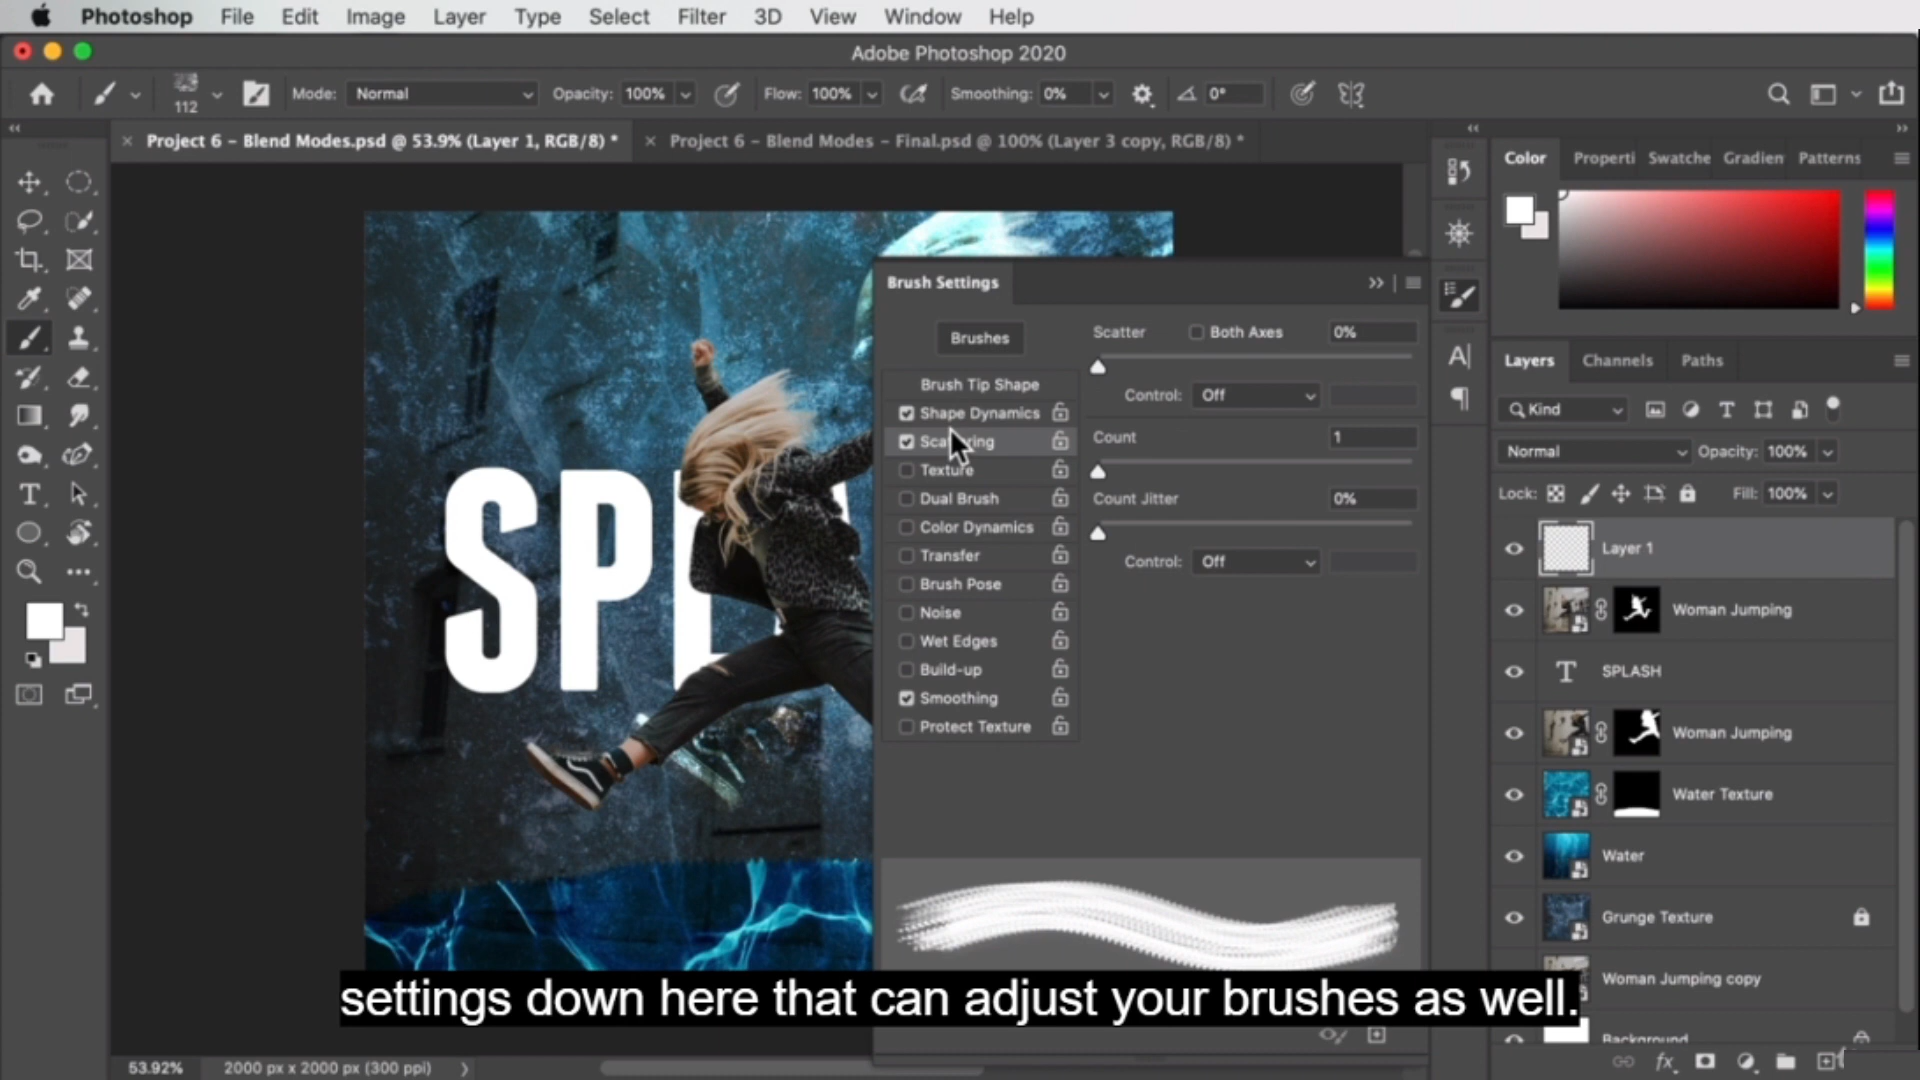 Photoshop File Edit Image Layer Type Select Filter 3D View Window Help
Adobe Photoshop 2020
112 Mode: Normal Opacity: 100% Flow: 100% Smoothing: 0% 0°
Project 6 – Blend Modes.psd @ 53.9% (Layer 1, RGB/8) * Project 6 – Blend Modes – Final.psd @ 100% (Layer 3 copy, RGB/8) *
SP
Brush Settings
Brushes
Brush Tip Shape
Shape Dynamics
Texture
Dual Brush
Color Dynamics
Transfer
Brush Pose
Noise
Wet Edges
Build-up
Smoothing
Protect Texture
Scatter Both Axes 0%
Control: Off
Count 1
Count Jitter 0%
Control: Off
Color Properti Swatche Gradien Patterns
Layers Channels Paths
Kind
Normal Opacity: 100%
Lock: Fill: 100%
Layer 1
Woman Jumping
SPLASH
Woman Jumping
Water Texture
Water
Grunge Texture
Woman Jumping copy
Background
settings down here that can adjust your brushes as well.
53.92% 2000 px x 2000 px (300 ppi)